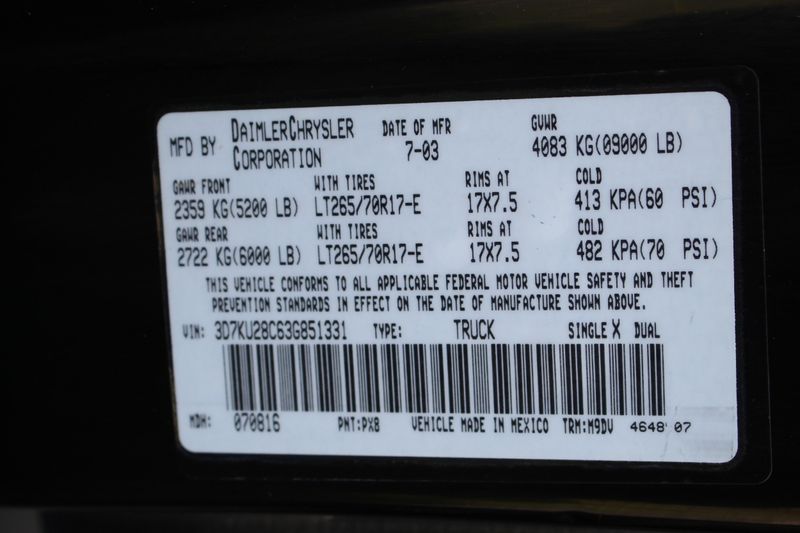 MFD BY DAIMLERCHRYSLER CORPORATION DATE OF MFR 7-03 GVWR 4083 KG(09000 LB)
GAWR FRONT WITH TIRES RIMS AT COLD
2359 KG(5200 LB) LT265/70R17-E 17X7.5 413 KPA(60 PSI)
GAWR REAR WITH TIRES RIMS AT COLD
2722 KG(6000 LB) LT265/70R17-E 17X7.5 482 KPA(70 PSI)
THIS VEHICLE CONFORMS TO ALL APPLICABLE FEDERAL MOTOR VEHICLE SAFETY AND THEFT
PREVENTION STANDARDS IN EFFECT ON THE DATE OF MANUFACTURE SHOWN ABOVE.
VIN: 3D7KU28C63G851331 TYPE: TRUCK SINGLE X DUAL
MDH: 070816 PNT:PX8 VEHICLE MADE IN MEXICO TRM:M9DV 4648 07